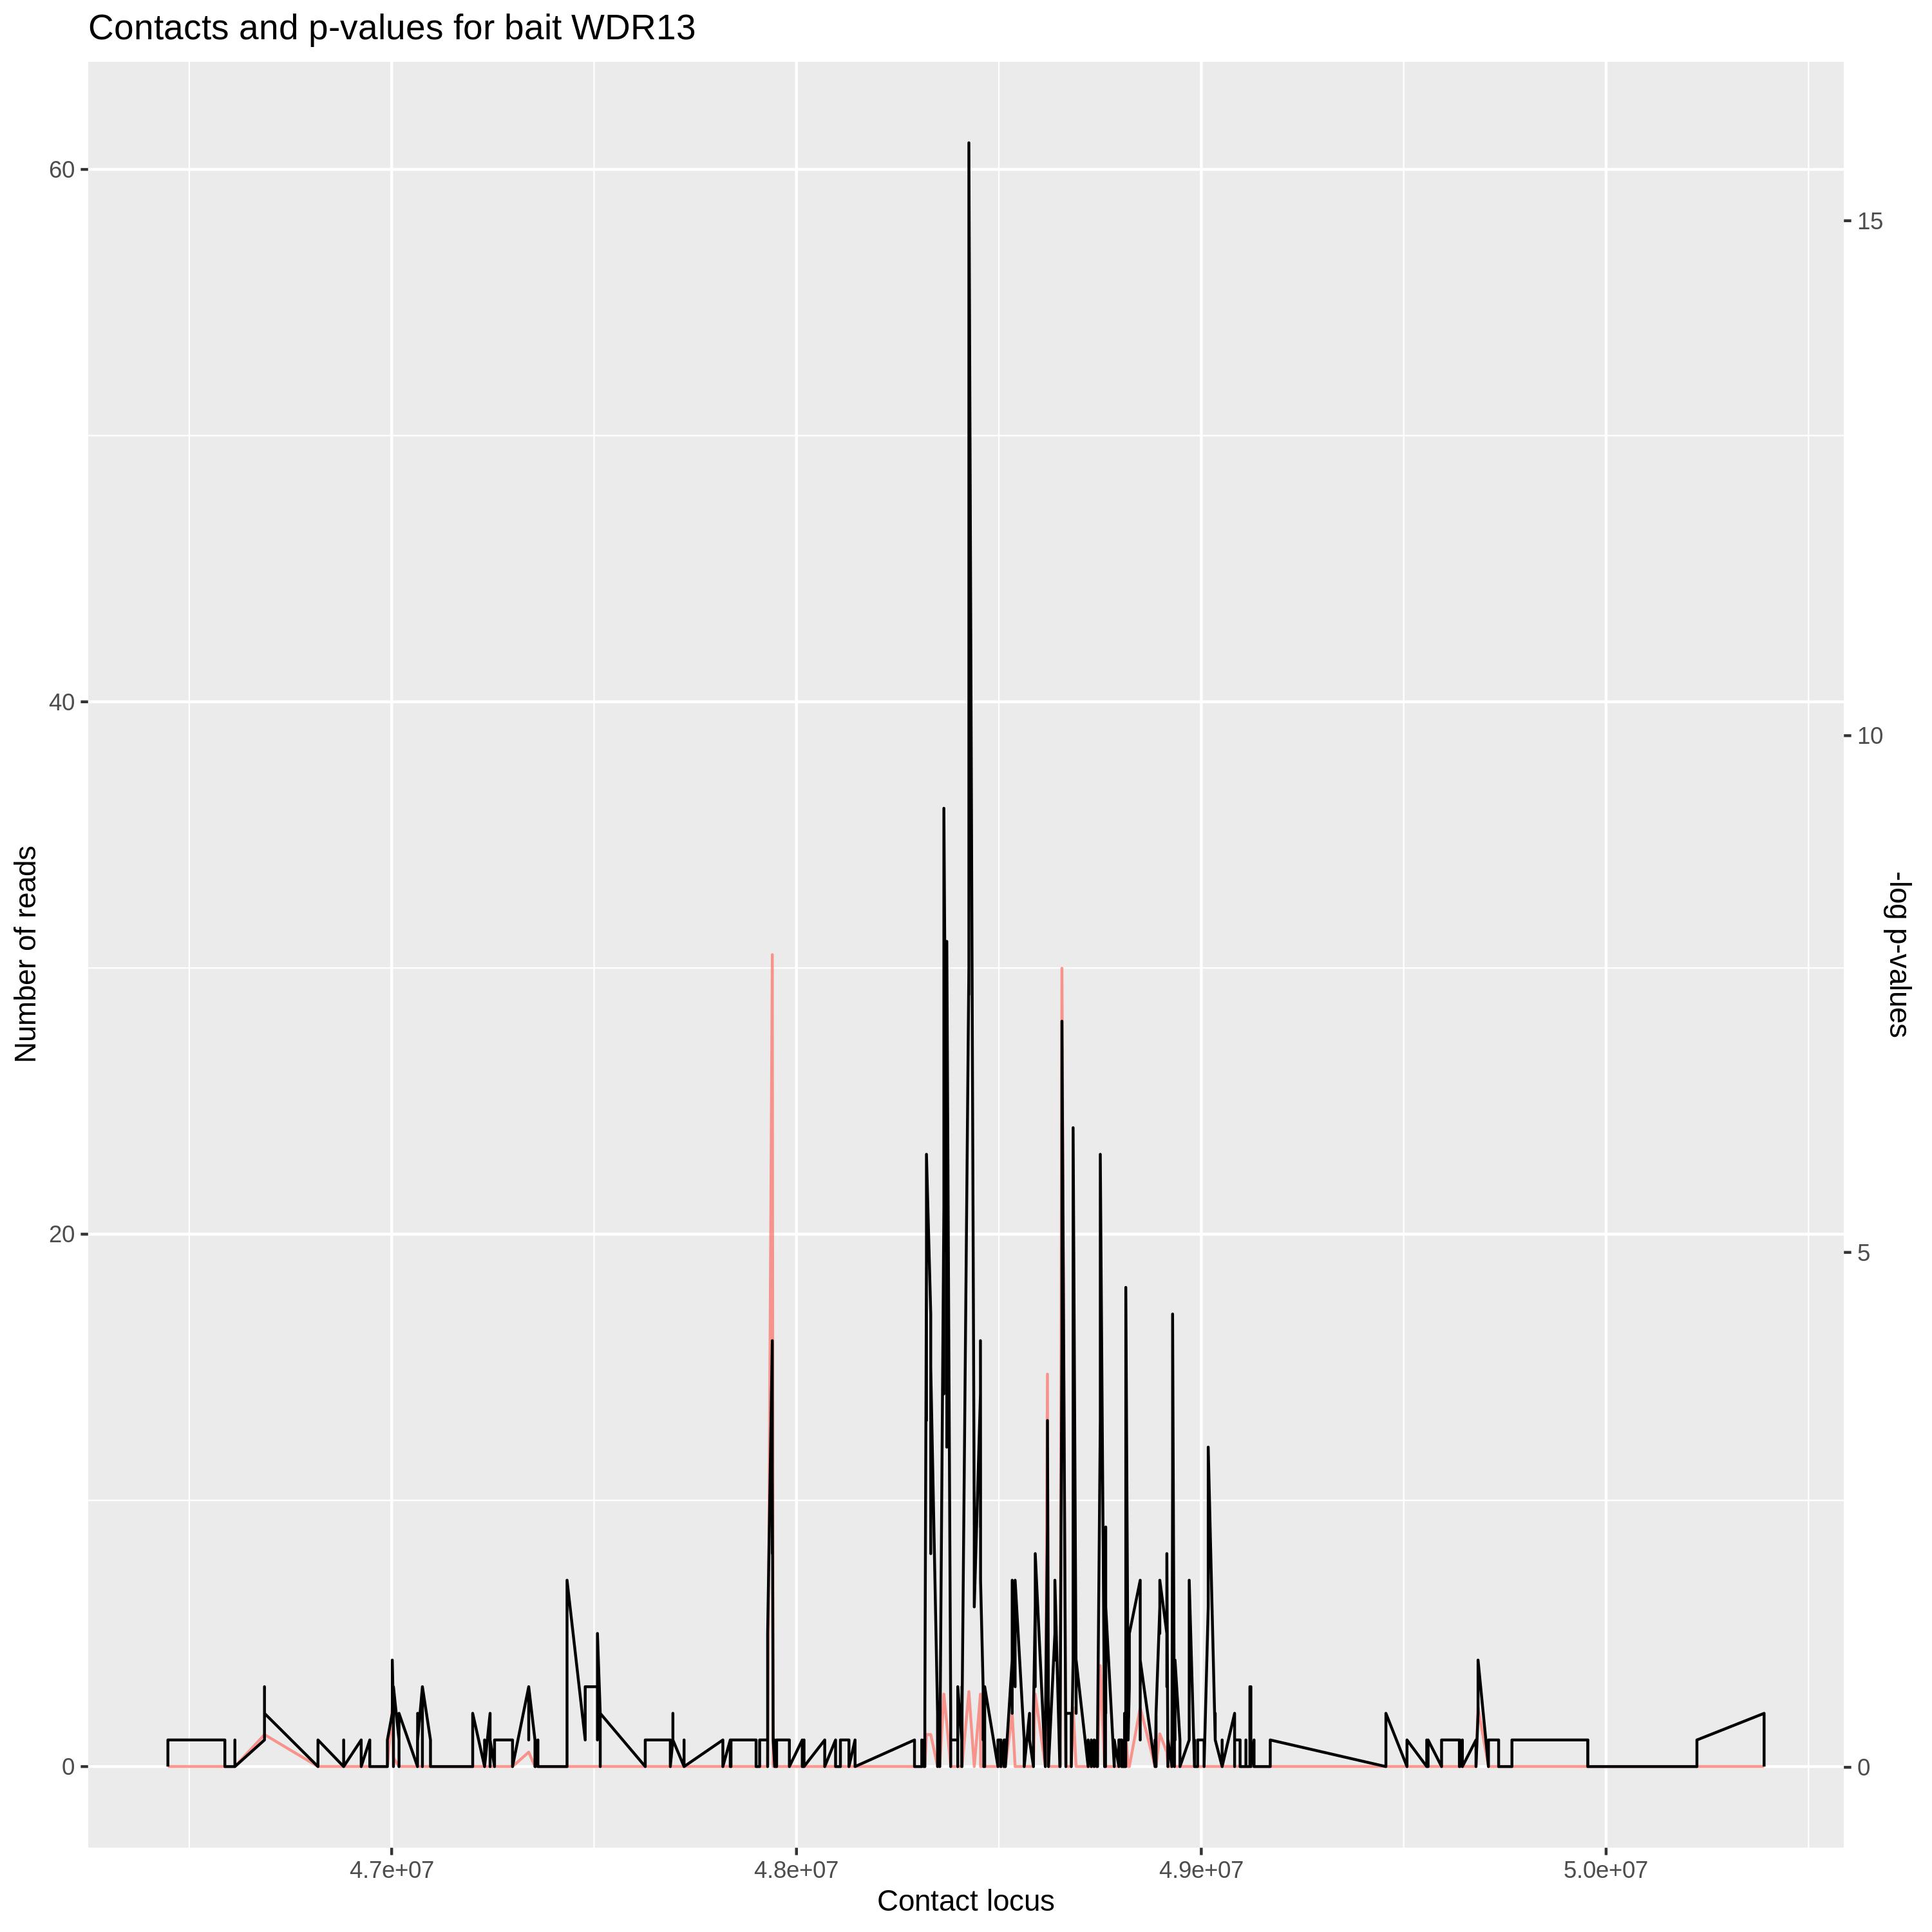 Contacts and p-values for bait WDR13
60
40
20
0
15
10
5
0
Number of reads
-log p-values
4.7e+07
4.8e+07
4.9e+07
5.0e+07
Contact locus